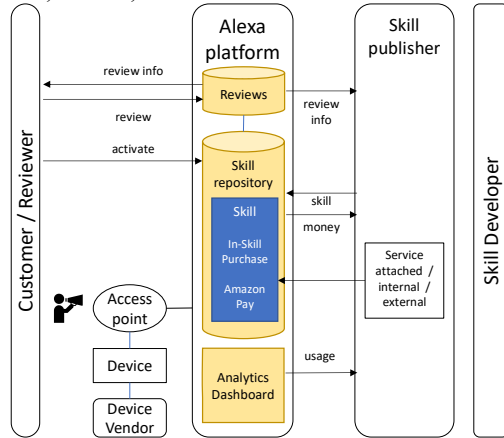 Alexa
platform
Skill
publisher
Customer / Reviewer
Skill Developer
review info
Reviews
review
info
review
activate
Skill
repository
skill
money
Skill
In-Skill
Purchase
Amazon
Pay
Service
attached /
internal /
external
Access
point
Device
Device
Vendor
Analytics
Dashboard
usage